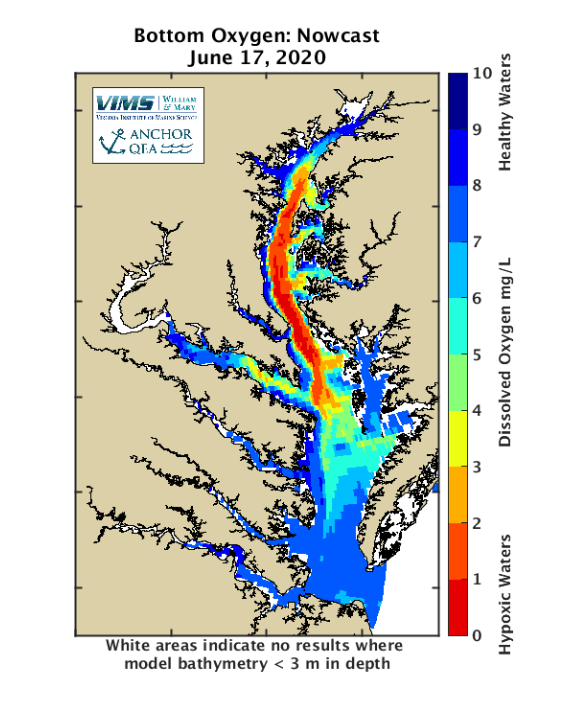 Bottom Oxygen: Nowcast
June 17, 2020
VIMS | WILLIAM
& MARY
VIRGINIA INSTITUTE OF MARINE SCIENCE
ANCHOR
QEA
10
9
8
7
6
5
4
3
2
1
0
Healthy Waters
Dissolved Oxygen mg/L
Hypoxic Waters
White areas indicate no results where
model bathymetry < 3 m in depth